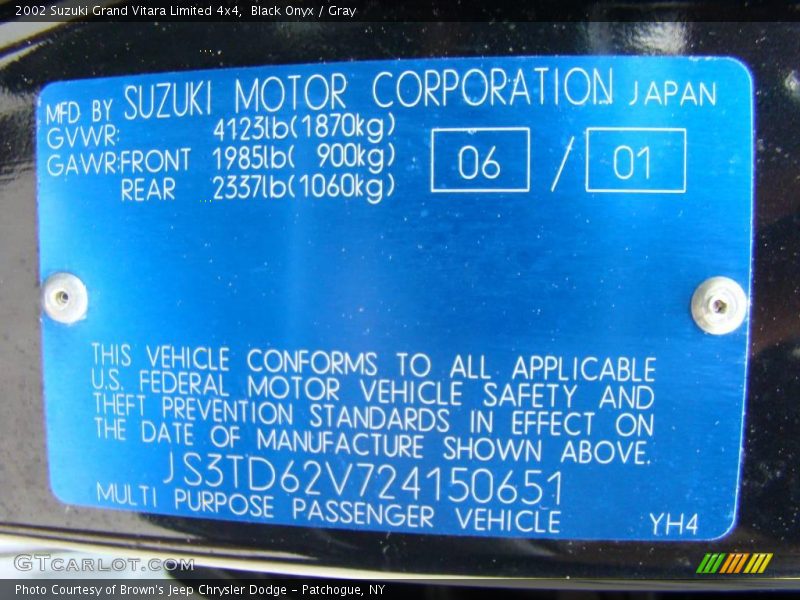 2002 Suzuki Grand Vitara Limited 4x4,  Black Onyx / Gray
MFD BY SUZUKI MOTOR CORPORATION JAPAN
GVWR: 4123lb(1870kg)
GAWR:FRONT 1985lb( 900kg)
REAR 2337lb(1060kg)
06 / 01
THIS VEHICLE CONFORMS TO ALL APPLICABLE
U.S. FEDERAL MOTOR VEHICLE SAFETY AND
THEFT PREVENTION STANDARDS IN EFFECT ON
THE DATE OF MANUFACTURE SHOWN ABOVE.
JS3TD62V724150651
MULTI PURPOSE PASSENGER VEHICLE YH4
GTCARLOT.COM
Photo Courtesy of Brown's Jeep Chrysler Dodge - Patchogue, NY